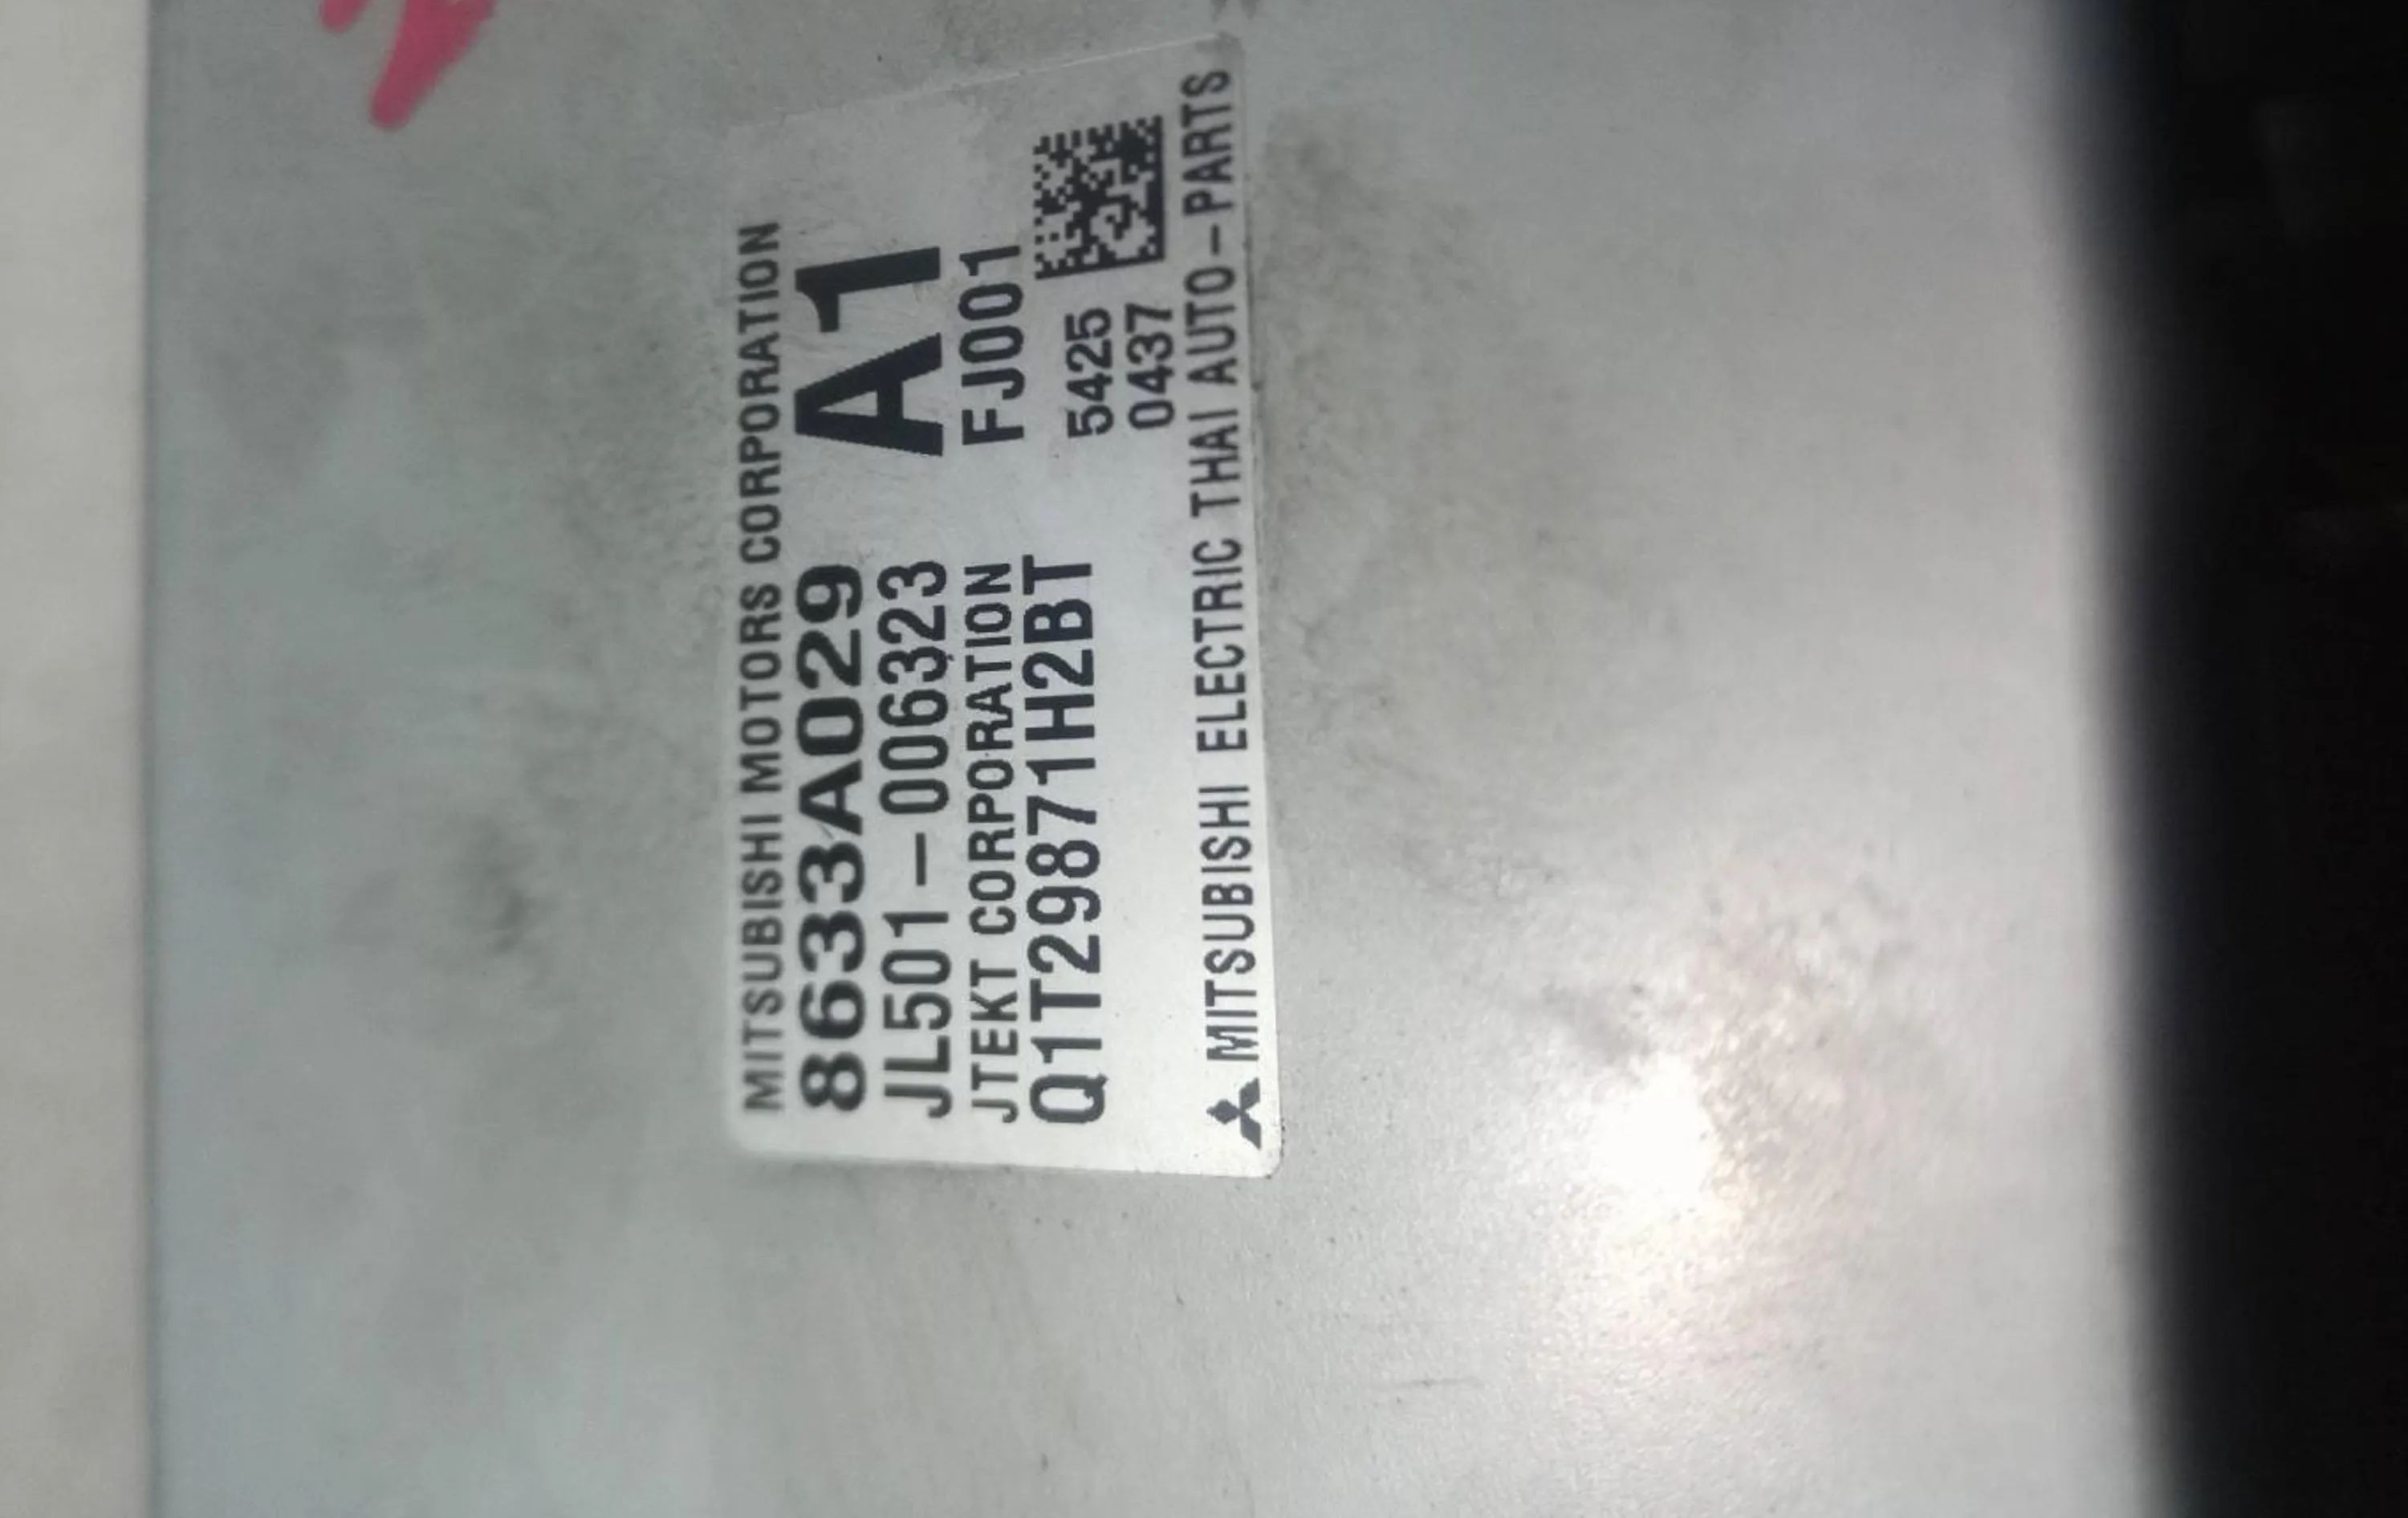 MITSUBISHI MOTORS CORPORATION
8633A029 A1
JL501-006323
JTEKT CORPORATION FJ001
Q1T29871H2BT
5425
0437
MITSUBISHI ELECTRIC THAI AUTO-PARTS